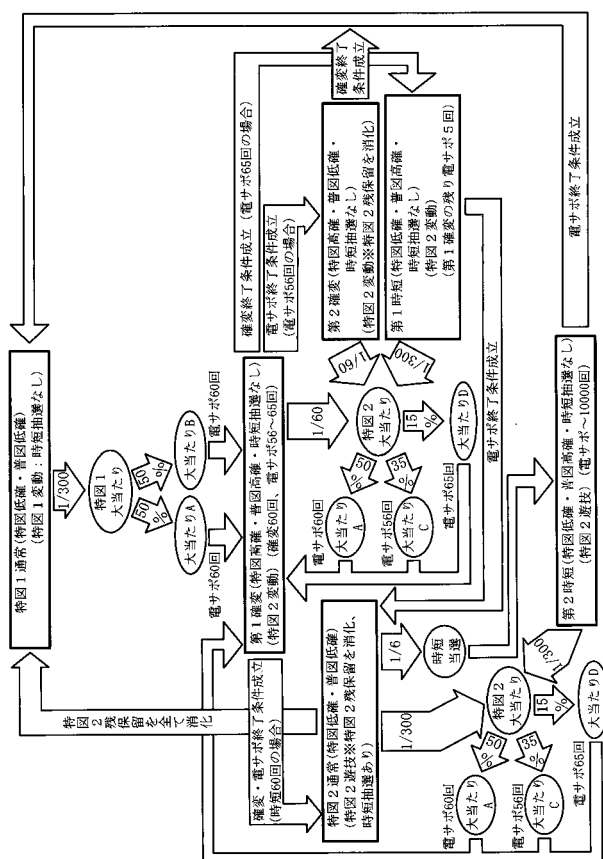 特図1通常(特図低確・普図低確)
(特図1変動：時短抽選なし)
1/300
特図1
大当たり
50%
50%
大当たりA
大当たりB
電サポ60回
電サポ60回
第1確変(特図高確・普図高確・時短抽選なし)
(特図2変動)(確変60回、電サポ56～65回)
確変終了条件成立(電サポ65回の場合)
電サポ終了条件成立
(電サポ56回の場合)
1/60
特図2
大当たり
50%
35%
15%
電サポ60回
大当たり
A
電サポ56回
大当たり
C
大当たりD
電サポ65回
1/60
1/300
第2確変(特図高確・普図低確・
時短抽選なし)
(特図2変動※特図2残保留を消化)
確変終了
条件成立
第1時短(特図低確・普図高確・
時短抽選なし)
(特図2変動)
(第1確変の残り電サポ5回)
電サポ終了条件成立
電サポ終了条件成立
特図2残保留を全て消化
確変・電サポ終了条件成立
(時短60回の場合)
特図2通常(特図低確・普図低確)
(特図2遊技※特図2残保留を消化、
時短抽選あり)
1/6
時短
当選
1/300
第2時短(特図低確・普図高確・時短抽選なし)
(特図2遊技)(電サポ～10000回)
1/300
特図2
大当たり
50%
35%
15%
電サポ60回
大当たり
A
電サポ56回
大当たり
C
大当たりD
電サポ65回